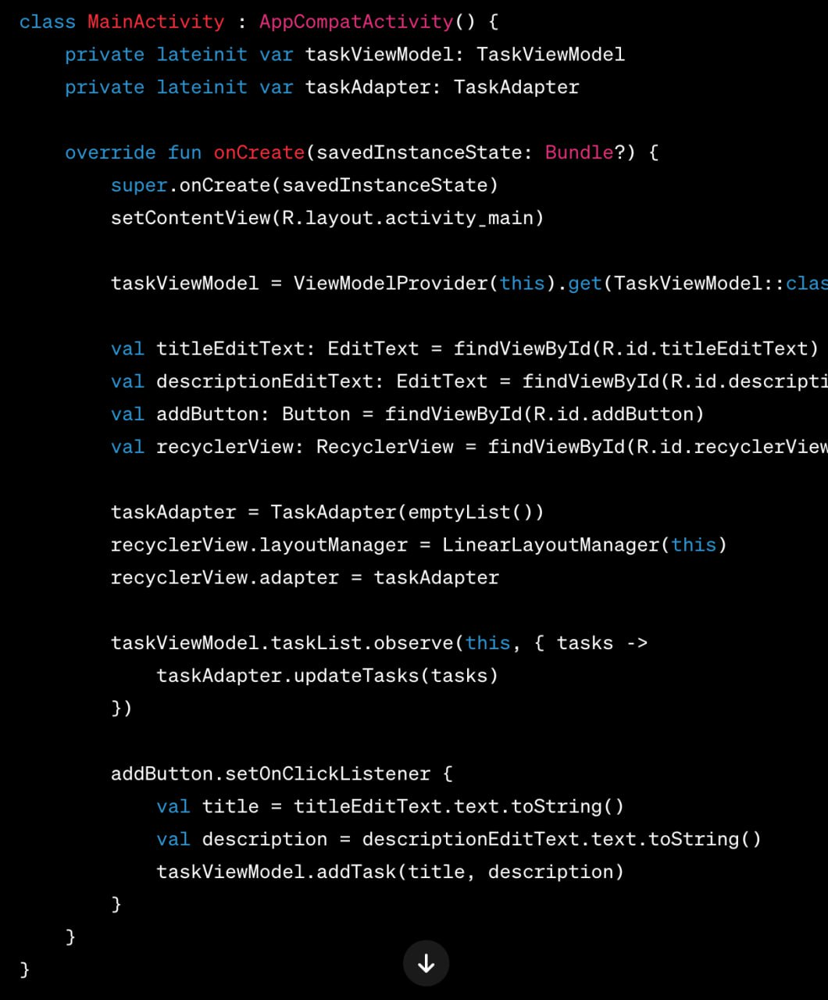 class MainActivity : AppCompatActivity() {
    private lateinit var taskViewModel: TaskViewModel
    private lateinit var taskAdapter: TaskAdapter

    override fun onCreate(savedInstanceState: Bundle?) {
        super.onCreate(savedInstanceState)
        setContentView(R.layout.activity_main)

        taskViewModel = ViewModelProvider(this).get(TaskViewModel::clas

        val titleEditText: EditText = findViewById(R.id.titleEditText)
        val descriptionEditText: EditText = findViewById(R.id.descripti
        val addButton: Button = findViewById(R.id.addButton)
        val recyclerView: RecyclerView = findViewById(R.id.recyclerView

        taskAdapter = TaskAdapter(emptyList())
        recyclerView.layoutManager = LinearLayoutManager(this)
        recyclerView.adapter = taskAdapter

        taskViewModel.taskList.observe(this, { tasks ->
            taskAdapter.updateTasks(tasks)
        })

        addButton.setOnClickListener {
            val title = titleEditText.text.toString()
            val description = descriptionEditText.text.toString()
            taskViewModel.addTask(title, description)
        }
    }
}